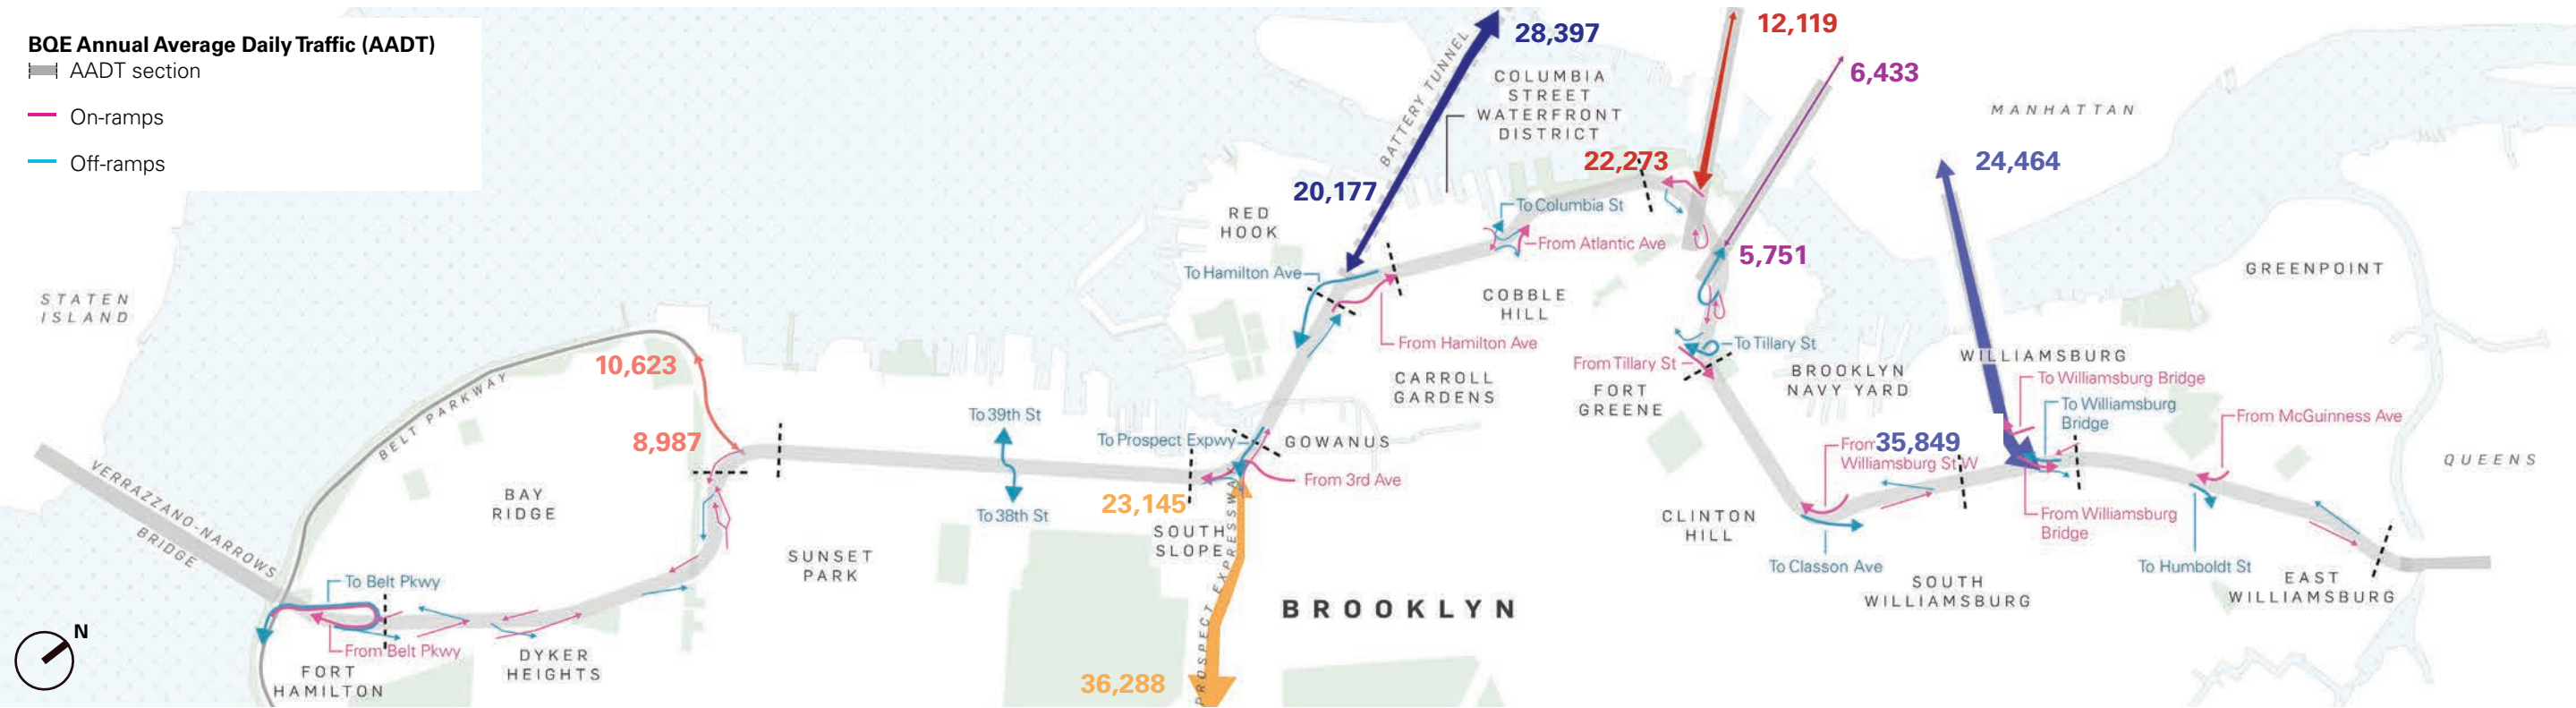 BQE Annual Average Daily Traffic (AADT)
AADT section
On-ramps
Off-ramps
28,397
12,119
6,433
BATTERY TUNNEL
COLUMBIA
STREET
WATERFRONT
DISTRICT
MANHATTAN
22,273
24,464
20,177
To Columbia St
RED
HOOK
From Atlantic Ave
5,751
To Hamilton Ave
GREENPOINT
STATEN
ISLAND
COBBLE
HILL
From Hamilton Ave
To Tillary St
From Tillary St
WILLIAMSBURG
10,623
BELT PARKWAY
CARROLL
GARDENS
FORT
GREENE
BROOKLYN
NAVY YARD
To Williamsburg Bridge
To Williamsburg
Bridge
To 39th St
From McGuinness Ave
8,987
To Prospect Expwy
GOWANUS
From
35,849
Williamsburg St W
QUEENS
VERRAZZANO-NARROWS
BRIDGE
BAY
RIDGE
From 3rd Ave
23,145
To 38th St
SOUTH
SLOPE
PROSPECT EXPRESSWAY
CLINTON
HILL
From Williamsburg
Bridge
SUNSET
PARK
To Classon Ave
To Humboldt St
To Belt Pkwy
SOUTH
WILLIAMSBURG
EAST
WILLIAMSBURG
BROOKLYN
N
From Belt Pkwy
DYKER
HEIGHTS
FORT
HAMILTON
36,288